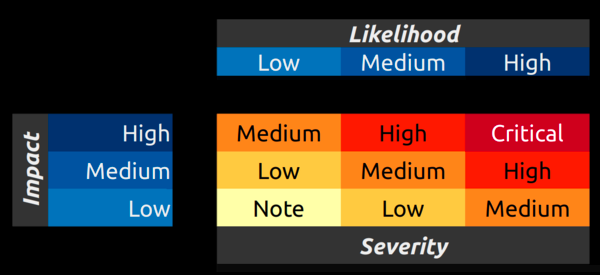 Likelihood
Low Medium High
Impact
High Medium High Critical
Medium Low Medium High
Low Note Low Medium
Severity